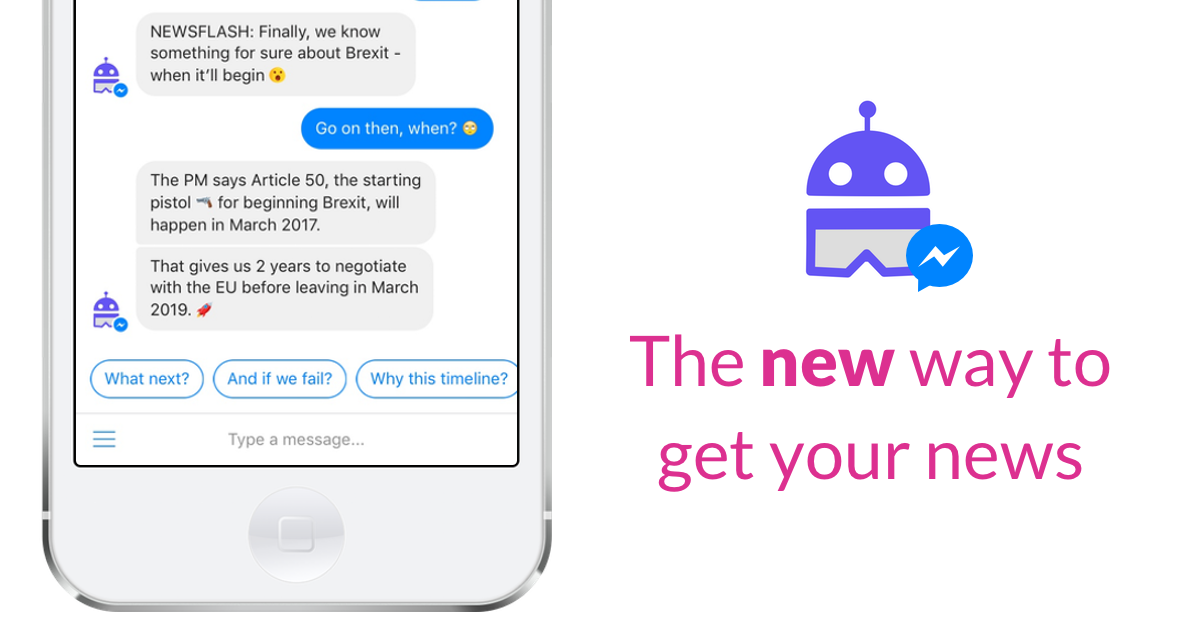 NEWSFLASH: Finally, we know
something for sure about Brexit -
when it'll begin 😮
Go on then, when? 🙄
The PM says Article 50, the starting
pistol 🔫 for beginning Brexit, will
happen in March 2017.
That gives us 2 years to negotiate
with the EU before leaving in March
2019. 🚀
What next?
And if we fail?
Why this timeline?
Type a message...
The new way to
get your news